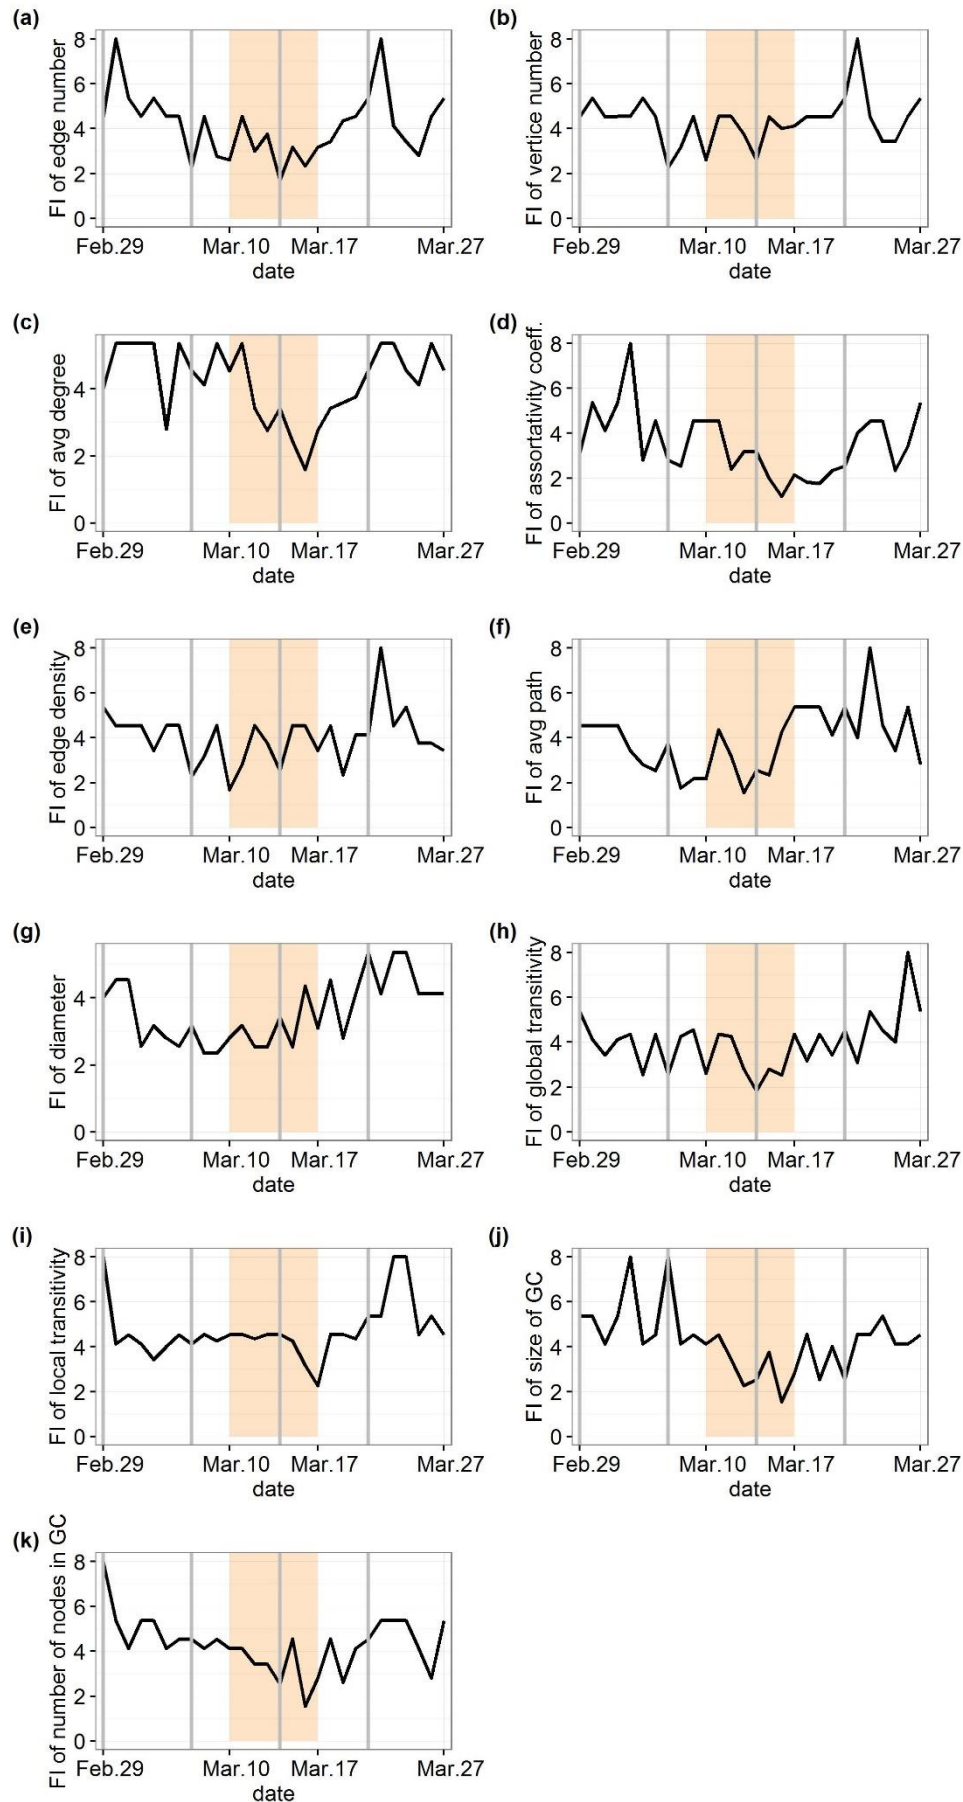 (a)
FI of edge number
8
6
4
2
0
Feb.29 Mar.10 Mar.17 Mar.27
date
(b)
FI of vertice number
8
6
4
2
0
Feb.29 Mar.10 Mar.17 Mar.27
date
(c)
FI of avg degree
4
2
0
Feb.29 Mar.10 Mar.17 Mar.27
date
(d)
FI of assortativity coeff.
8
6
4
2
0
Feb.29 Mar.10 Mar.17 Mar.27
date
(e)
FI of edge density
8
6
4
2
0
Feb.29 Mar.10 Mar.17 Mar.27
date
(f)
FI of avg path
8
6
4
2
0
Feb.29 Mar.10 Mar.17 Mar.27
date
(g)
FI of diameter
4
2
0
Feb.29 Mar.10 Mar.17 Mar.27
date
(h)
FI of global transitivity
8
6
4
2
0
Feb.29 Mar.10 Mar.17 Mar.27
date
(i)
FI of local transitivity
8
6
4
2
0
Feb.29 Mar.10 Mar.17 Mar.27
date
(j)
FI of size of GC
8
6
4
2
0
Feb.29 Mar.10 Mar.17 Mar.27
date
(k)
FI of number of nodes in GC
8
6
4
2
0
Feb.29 Mar.10 Mar.17 Mar.27
date